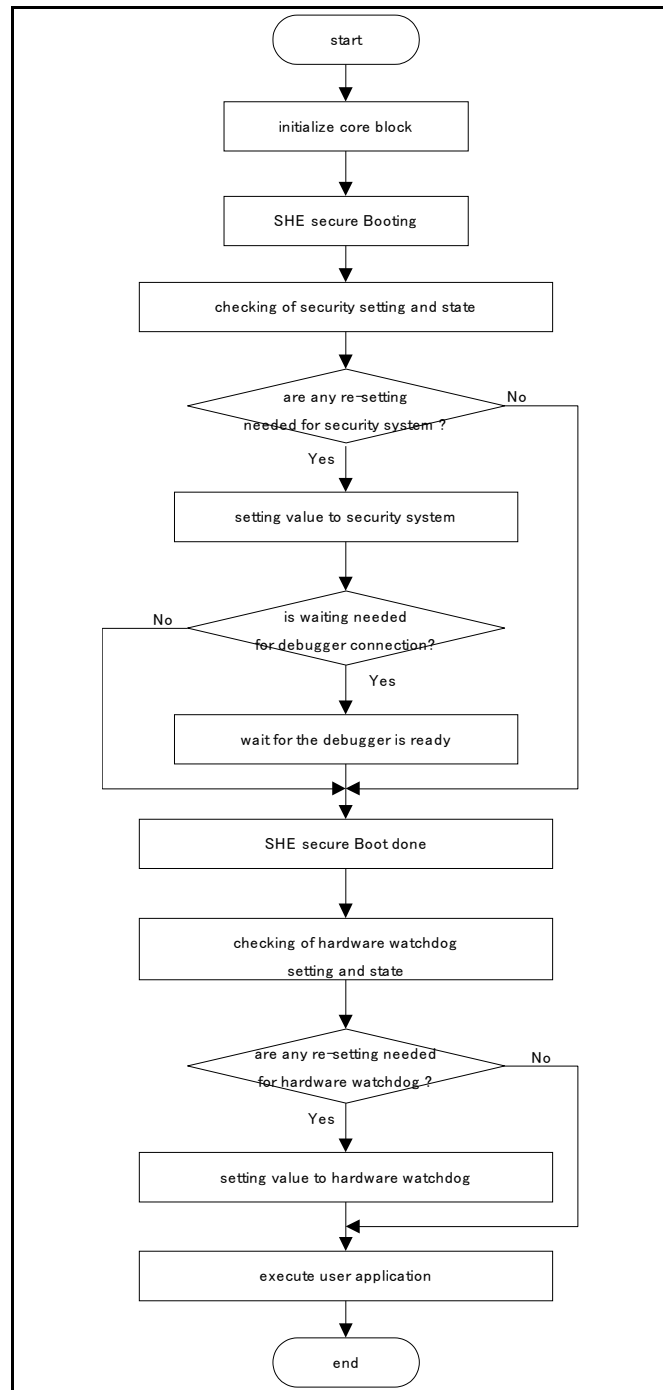 start
initialize core block
SHE secure Booting
checking of security setting and state
are any re-setting
needed for security system ?
No
Yes
setting value to security system
No
is waiting needed
for debugger connection?
Yes
wait for the debugger is ready
SHE secure Boot done
checking of hardware watchdog
setting and state
are any re-setting needed
for hardware watchdog ?
No
Yes
setting value to hardware watchdog
execute user application
end